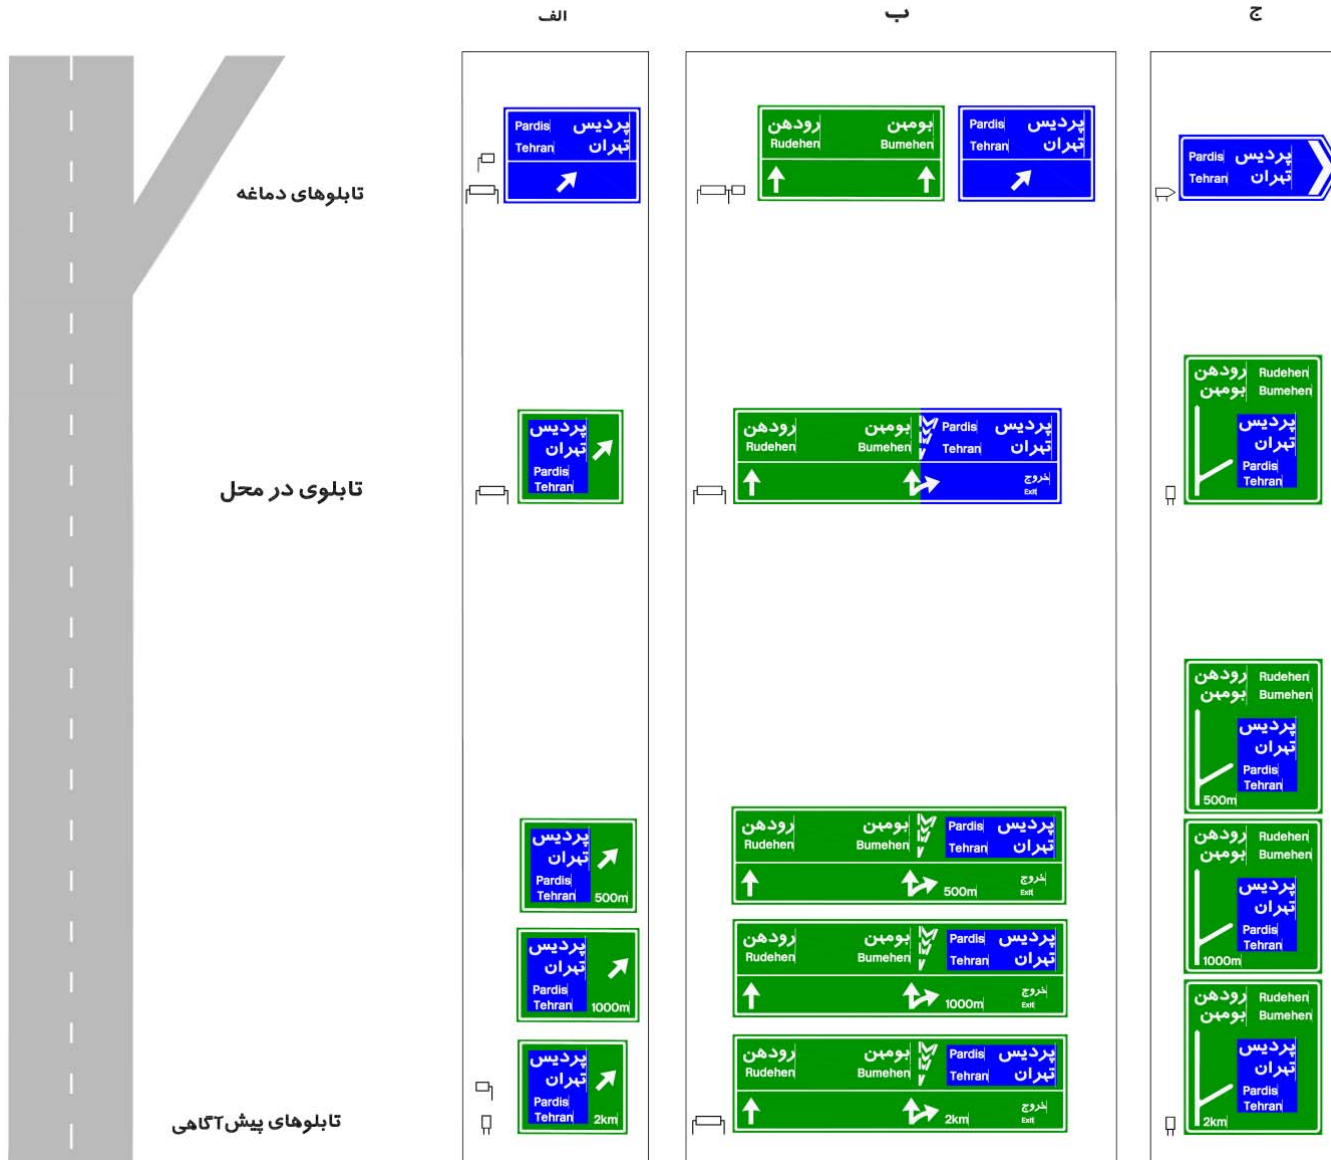 الف
ب
ج
تابلوهای دماغه
Pardis پردیس
Tehran تهران
رودهن بومهن
Rudehen Bumehen
Pardis پردیس
Tehran تهران
Pardis پردیس
Tehran تهران
تابلوی در محل
پردیس
تهران
Pardis
Tehran
رودهن بومهن
Rudehen Bumehen
Pardis پردیس
Tehran تهران
خروج
Exit
رودهن Rudehen
بومهن Bumehen
پردیس
تهران
Pardis
Tehran
تابلوهای پیش‌آگاهی
پردیس
تهران
Pardis
Tehran 500m
پردیس
تهران
Pardis
Tehran 1000m
پردیس
تهران
Pardis
Tehran 2km
رودهن بومهن
Rudehen Bumehen
Pardis پردیس
Tehran تهران
500m خروج
Exit
رودهن بومهن
Rudehen Bumehen
Pardis پردیس
Tehran تهران
1000m خروج
Exit
رودهن بومهن
Rudehen Bumehen
Pardis پردیس
Tehran تهران
2km خروج
Exit
رودهن Rudehen
بومهن Bumehen
پردیس
تهران
Pardis
Tehran
500m
رودهن Rudehen
بومهن Bumehen
پردیس
تهران
Pardis
Tehran
1000m
رودهن Rudehen
بومهن Bumehen
پردیس
تهران
Pardis
Tehran
2km